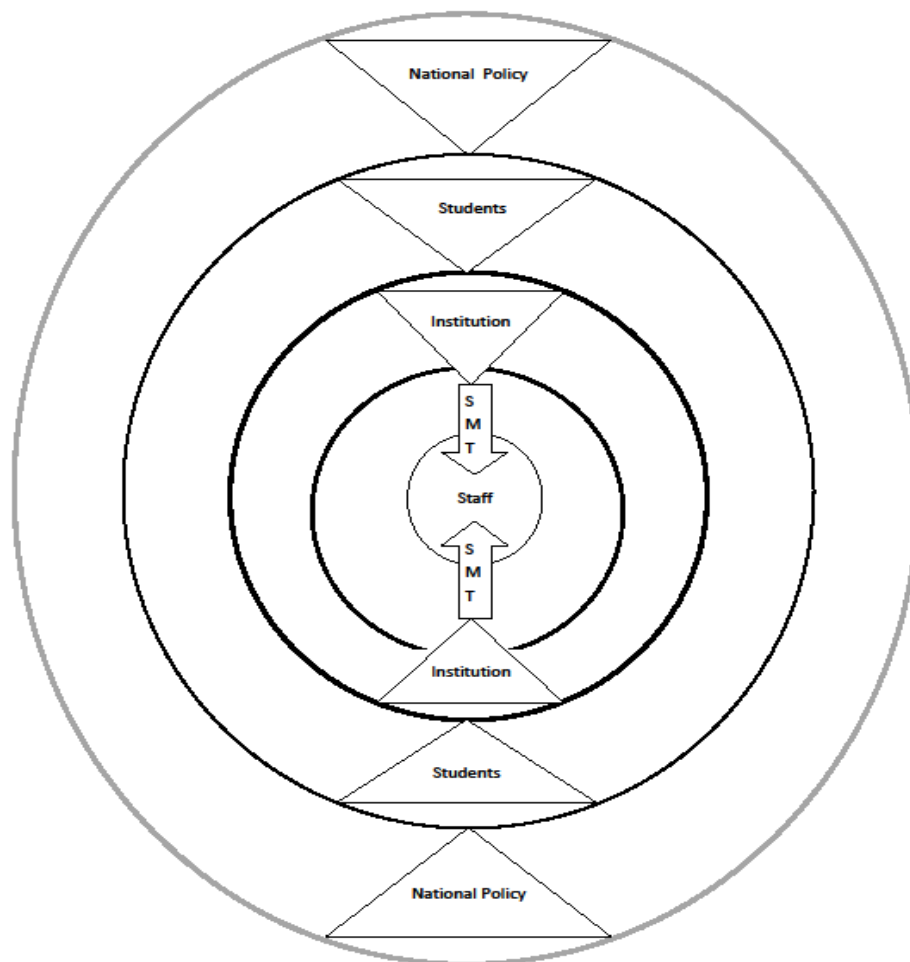 National Policy
Students
Institution
S
M
T
Staff
S
M
T
Institution
Students
National Policy